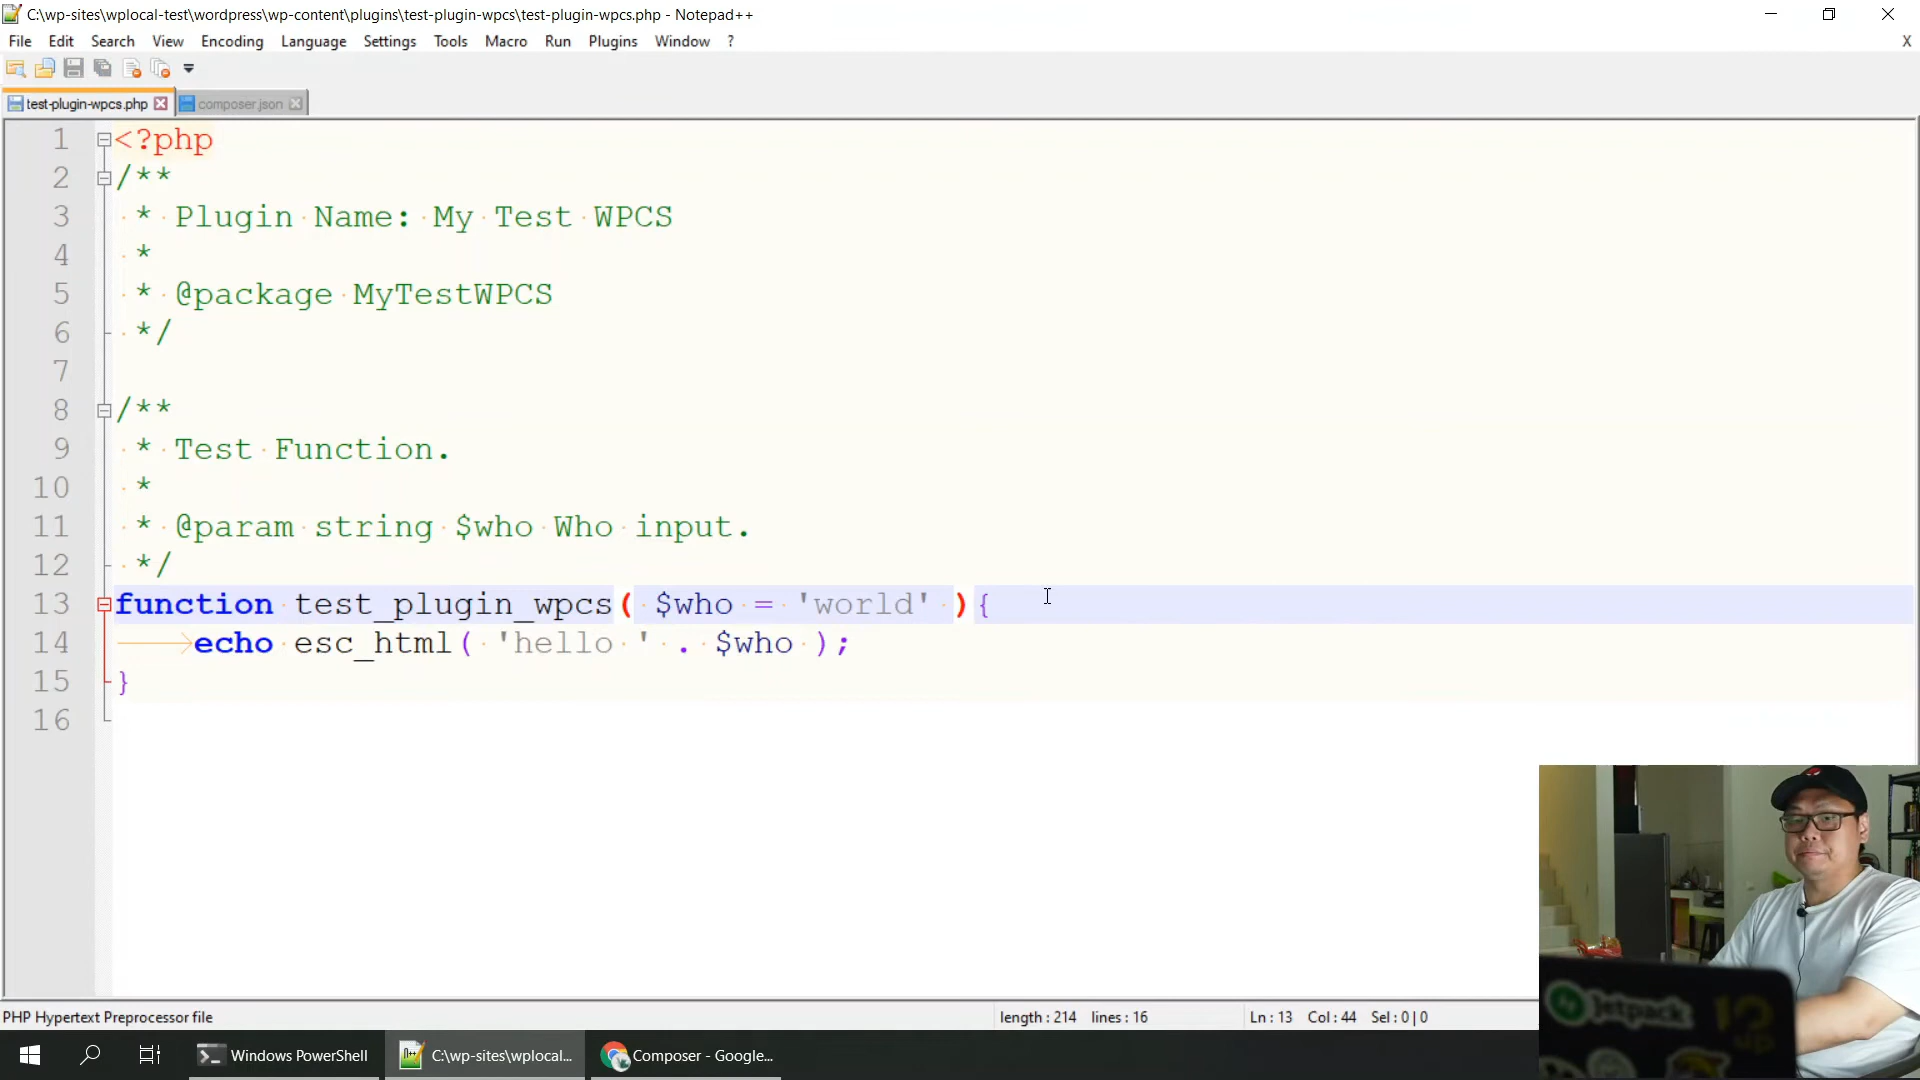 C:\wp-sites\wplocal-test\wordpress\wp-content\plugins\test-plugin-wpcs\test-plugin-wpcs.php - Notepad++
File Edit Search View Encoding Language Settings Tools Macro Run Plugins Window ? X
test-plugin-wpcs.php composer.json
1 <?php
2 /**
3 * Plugin Name: My Test WPCS
4 *
5 * @package MyTestWPCS
6 */
7
8 /**
9 * Test Function.
10 *
11 * @param string $who Who input.
12 */
13 function test_plugin_wpcs( $who = 'world' ){
14 echo esc_html( 'hello ' . $who );
15 }
16
PHP Hypertext Preprocessor file length : 214 lines : 16 Ln : 13 Col : 44 Sel : 0 | 0
Jetpack
Windows PowerShell C:\wp-sites\wplocal... Composer - Google...